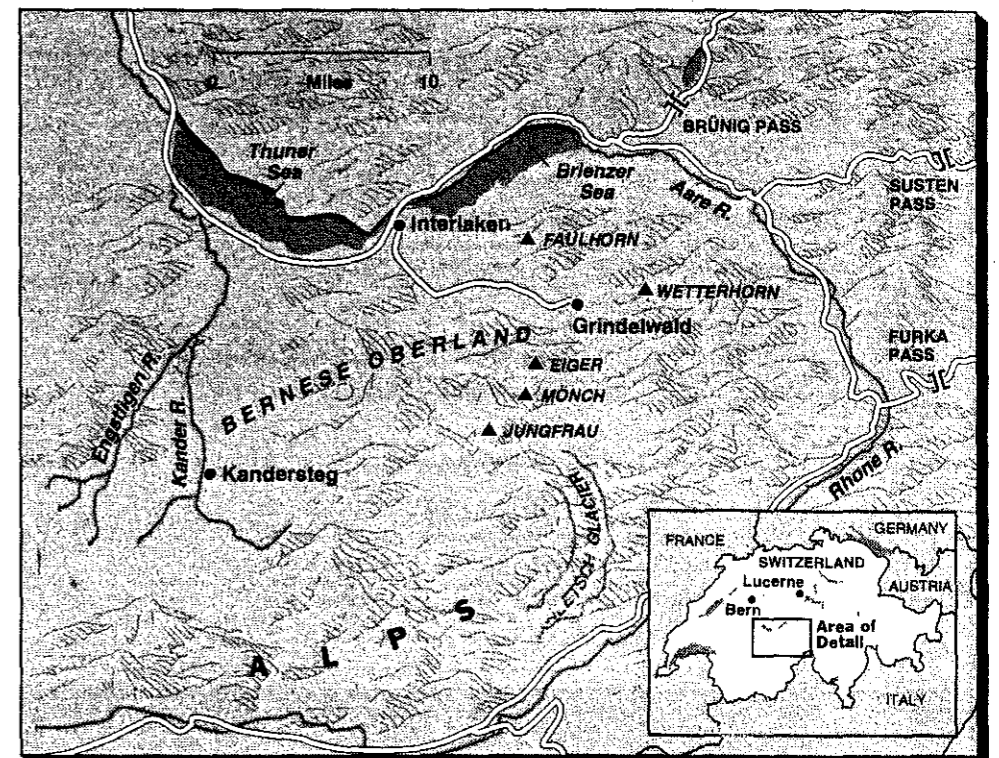 0 Miles 10
BRÜNIG PASS
Thuner
Sea
Brienzer
Sea
Aare R.
SUSTEN
PASS
Interlaken
FAULHORN
WETTERHORN
Grindelwald
FURKA
PASS
BERNESE OBERLAND
EIGER
MÖNCH
JUNGFRAU
Engstligen R.
Kander R.
Kandersteg
Rhone R.
GLACIER
ALPS
FRANCE
GERMANY
SWITZERLAND
Lucerne
AUSTRIA
Bern
Area of
Detail
ITALY